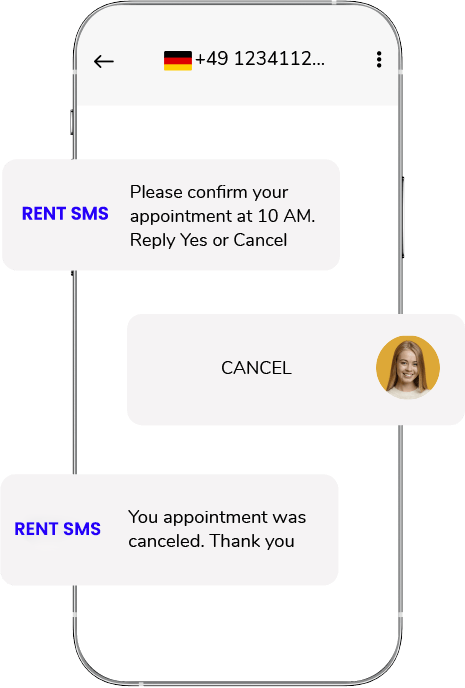 +49 1234112...
RENT SMS
Please confirm your
appointment at 10 AM.
Reply Yes or Cancel
CANCEL
RENT SMS
You appointment was
canceled. Thank you